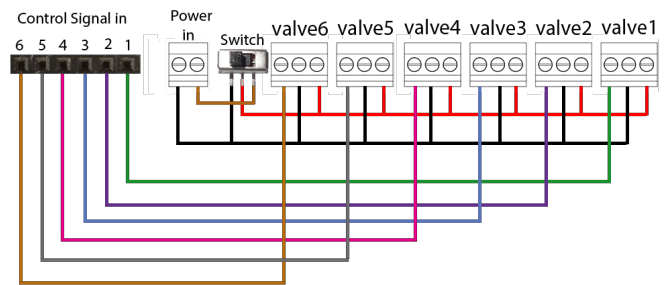 Control Signal in
Power
in
Switch
valve6 valve5 valve4 valve3 valve2 valve1
6 5 4 3 2 1